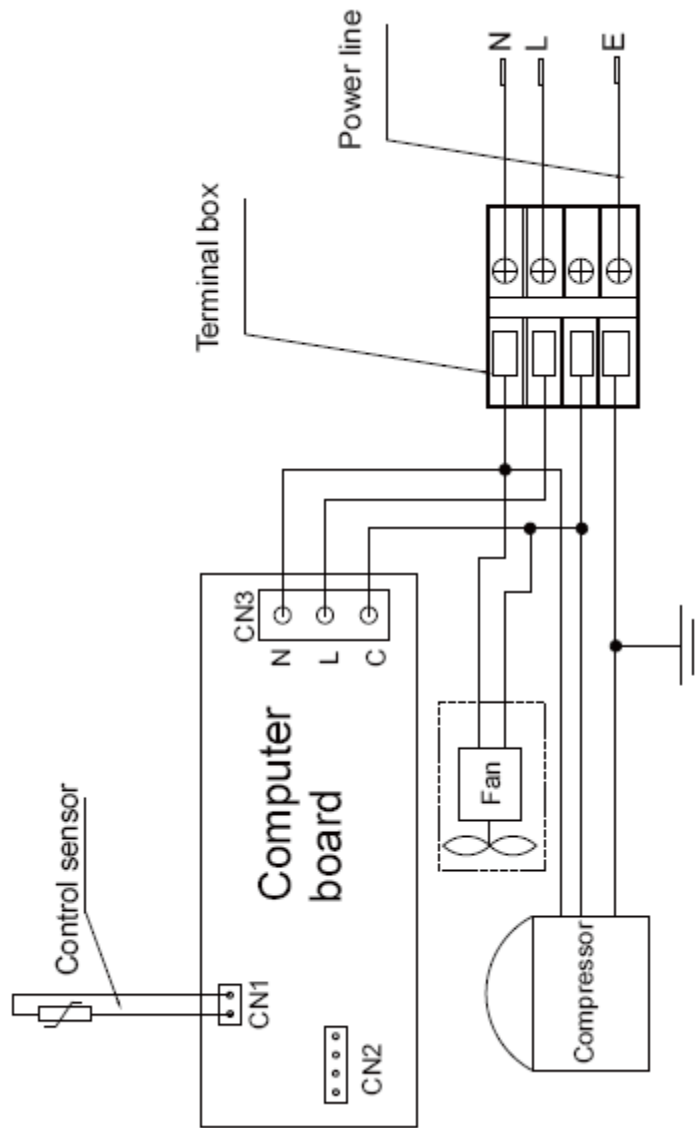 Control sensor
Terminal box
Power line
N
L
E
CN1
CN2
Computer
board
CN3
N
L
C
Fan
Compressor